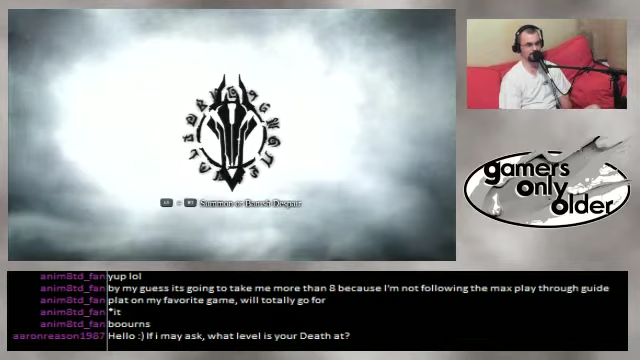 Summon or Banish Despair
gamers
only
older
anim8td_fan yup lol
anim8td_fan by my guess its going to take me more than 8 because I'm not following the max play through guide
anim8td_fan plat on my favorite game, will totally go for
anim8td_fan *it
anim8td_fan boourns
aaronreason1987 Hello :) If i may ask, what level is your Death at?